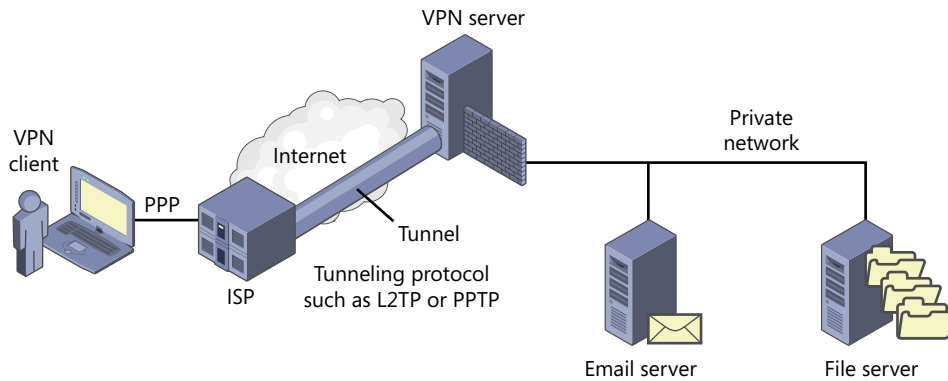 VPN server
Private
network
VPN
client
Internet
PPP
Tunnel
ISP
Tunneling protocol
such as L2TP or PPTP
Email server
File server